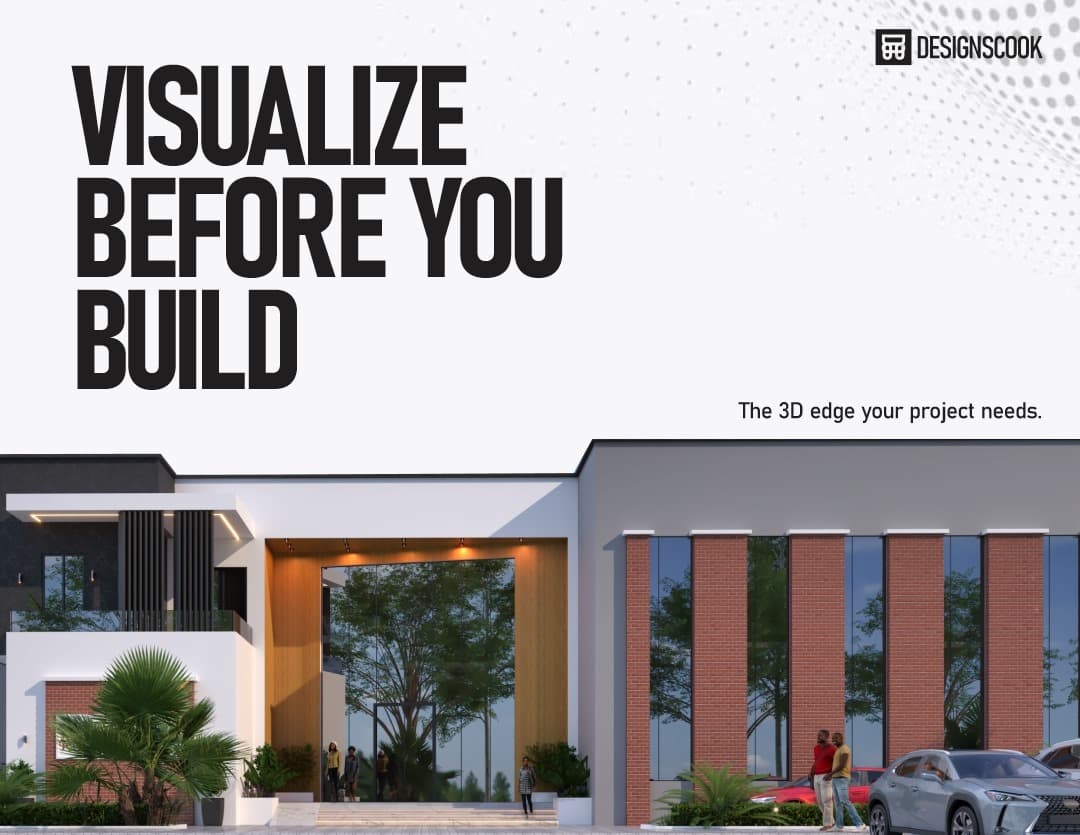 DESIGNSCOOK
VISUALIZE
BEFORE YOU
BUILD
The 3D edge your project needs.